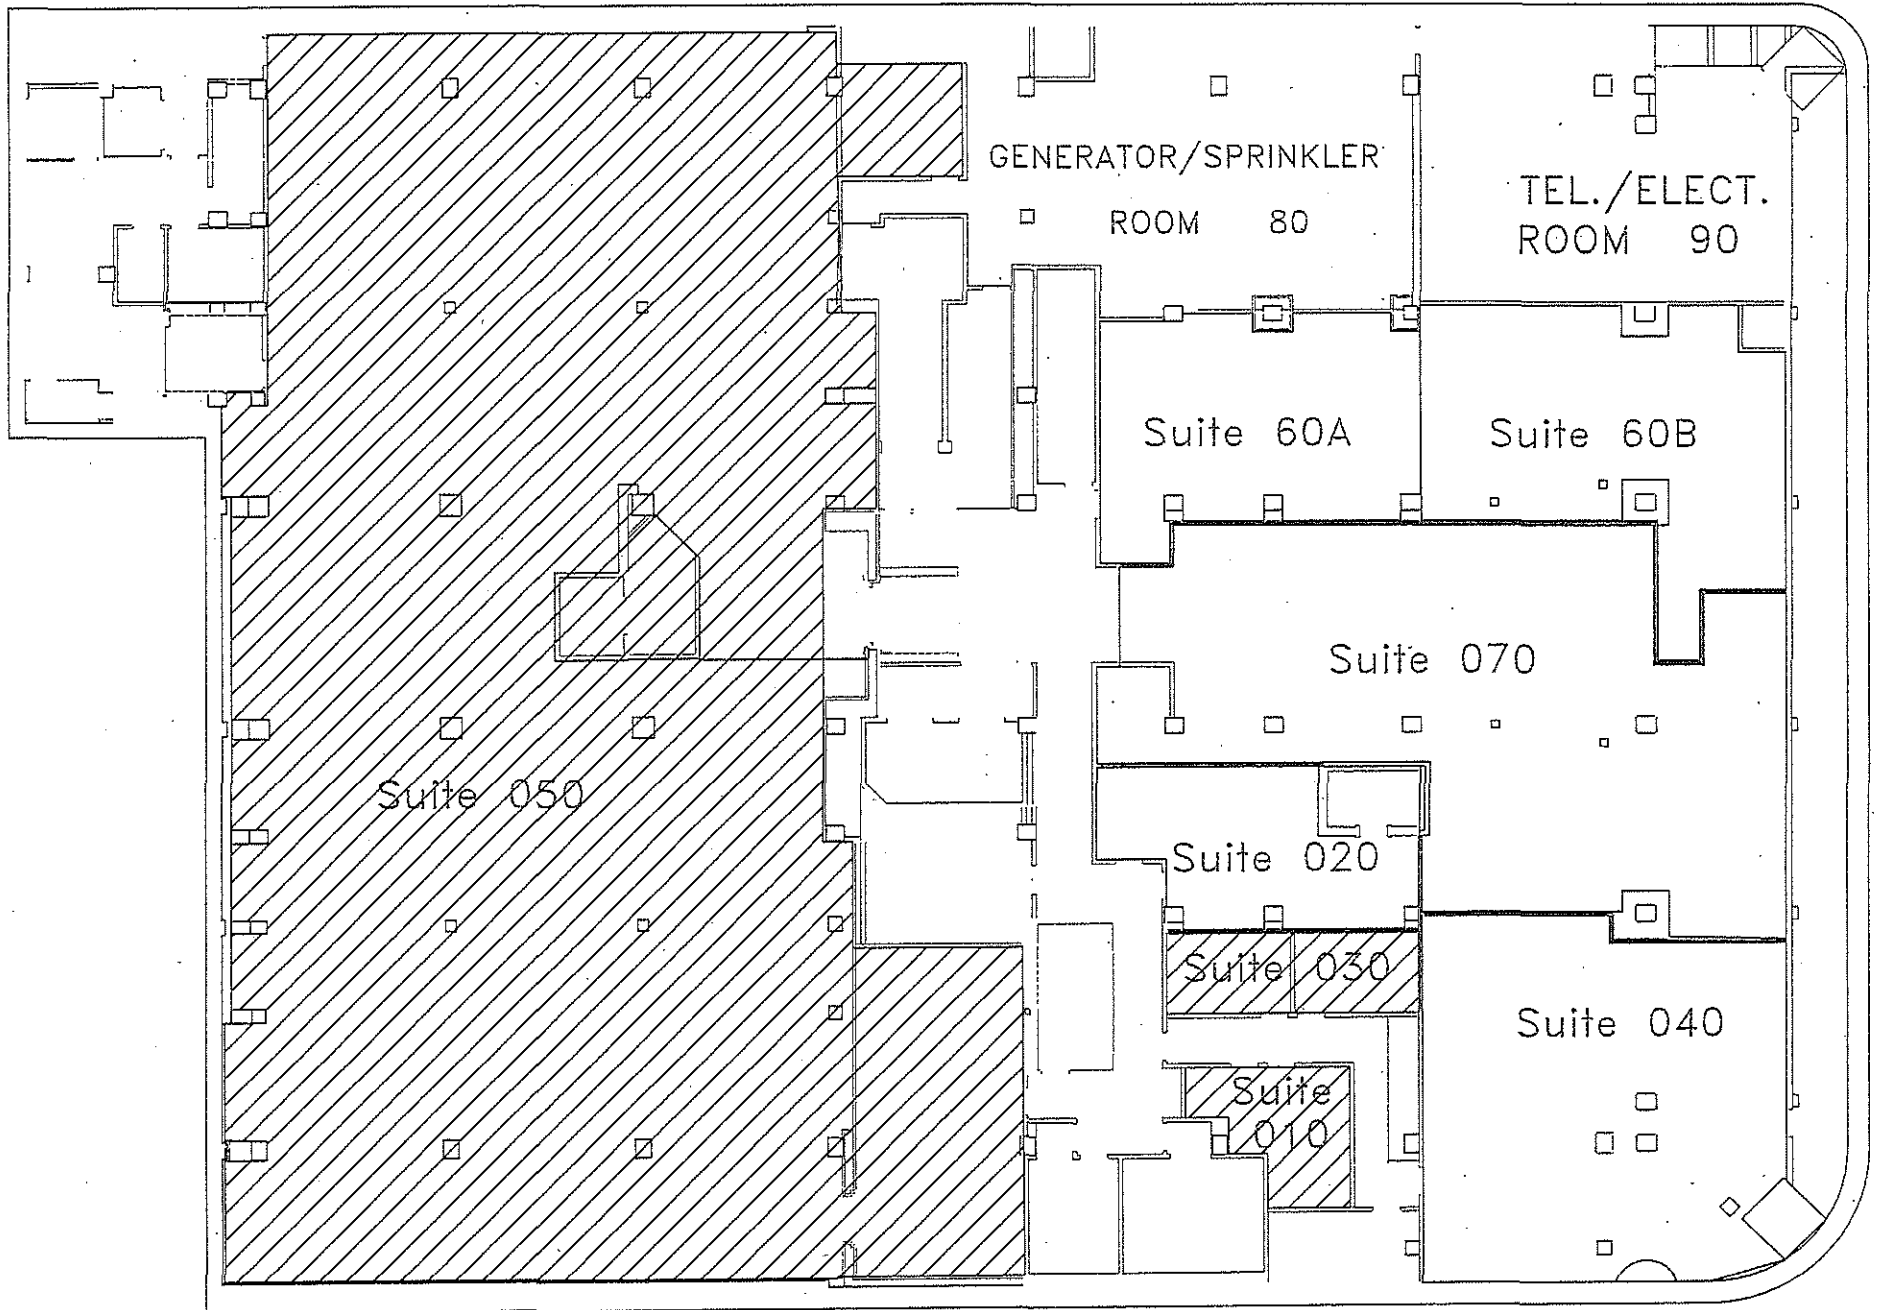 GENERATOR/SPRINKLER
ROOM 80
TEL./ELECT.
ROOM 90
Suite 60A
Suite 60B
Suite 070
Suite 050
Suite 020
Suite 030
Suite 040
Suite
010